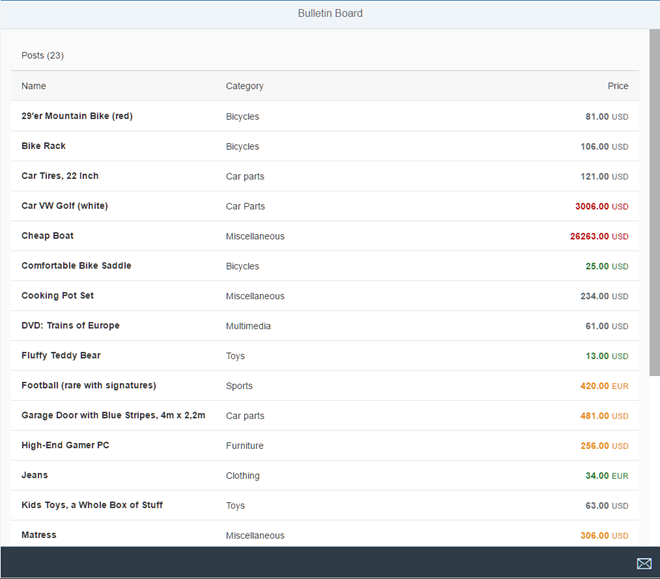 Bulletin Board
Posts (23)
Name Category Price
29'er Mountain Bike (red) Bicycles 81.00 USD
Bike Rack Bicycles 106.00 USD
Car Tires, 22 Inch Car parts 121.00 USD
Car VW Golf (white) Car Parts 3006.00 USD
Cheap Boat Miscellaneous 26263.00 USD
Comfortable Bike Saddle Bicycles 25.00 USD
Cooking Pot Set Miscellaneous 234.00 USD
DVD: Trains of Europe Multimedia 61.00 USD
Fluffy Teddy Bear Toys 13.00 USD
Football (rare with signatures) Sports 420.00 EUR
Garage Door with Blue Stripes, 4m x 2,2m Car parts 481.00 USD
High-End Gamer PC Furniture 256.00 USD
Jeans Clothing 34.00 EUR
Kids Toys, a Whole Box of Stuff Toys 63.00 USD
Matress Miscellaneous 306.00 USD